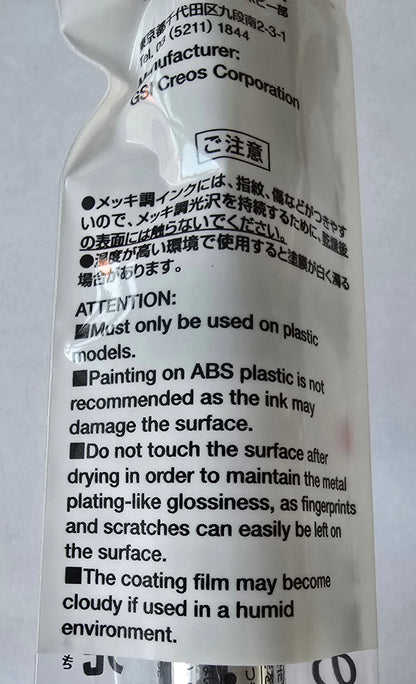 東京都千代田区九段南2-3-1
Tel. 03 (5211) 1844
Manufacturer:
GSI Creos Corporation
ご注意
●メッキ調インクには、指紋、傷などがつきやす
いので、メッキ調光沢を持続するために、乾燥後
の表面には触らないでください。
●湿度が高い環境で使用すると塗膜が白く濁る
場合があります。
ATTENTION:
■Must only be used on plastic
models.
■Painting on ABS plastic is not
recommended as the ink may
damage the surface.
■Do not touch the surface after
drying in order to maintain the metal
plating-like glossiness, as fingerprints
and scratches can easily be left on
the surface.
■The coating film may become
cloudy if used in a humid
environment.